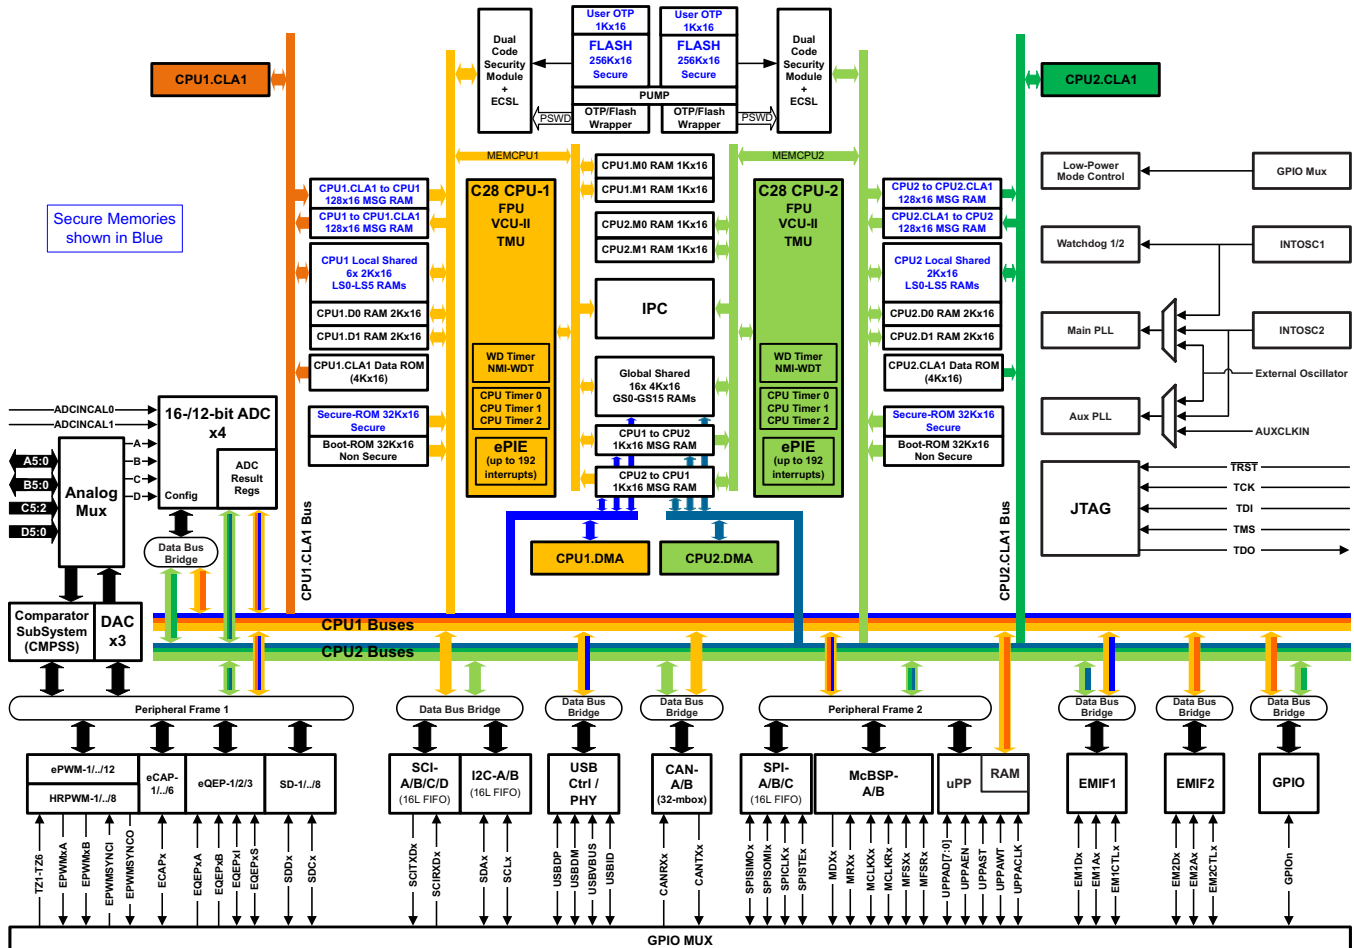 User OTP
1Kx16
User OTP
1Kx16
Dual
Code
Security
Module
+
ECSL
FLASH
256Kx16
Secure
FLASH
256Kx16
Secure
Dual
Code
Security
Module
+
ECSL
PUMP
PSWD
OTP/Flash
Wrapper
OTP/Flash
Wrapper
PSWD
CPU1.CLA1
CPU2.CLA1
MEMCPU1
MEMCPU2
Secure Memories
shown in Blue
CPU1.CLA1 to CPU1
128x16 MSG RAM
CPU1 to CPU1.CLA1
128x16 MSG RAM
CPU1 Local Shared
6x 2Kx16
LS0-LS5 RAMs
CPU1.D0 RAM 2Kx16
CPU1.D1 RAM 2Kx16
CPU1.CLA1 Data ROM
(4Kx16)
Secure-ROM 32Kx16
Secure
Boot-ROM 32Kx16
Non Secure
C28 CPU-1
FPU
VCU-II
TMU
WD Timer
NMI-WDT
CPU Timer 0
CPU Timer 1
CPU Timer 2
ePIE
(up to 192
interrupts)
CPU1.M0 RAM 1Kx16
CPU1.M1 RAM 1Kx16
CPU2.M0 RAM 1Kx16
CPU2.M1 RAM 1Kx16
IPC
Global Shared
16x 4Kx16
GS0-GS15 RAMs
CPU1 to CPU2
1Kx16 MSG RAM
CPU2 to CPU1
1Kx16 MSG RAM
C28 CPU-2
FPU
VCU-II
TMU
WD Timer
NMI-WDT
CPU Timer 0
CPU Timer 1
CPU Timer 2
ePIE
(up to 192
interrupts)
CPU2 to CPU2.CLA1
128x16 MSG RAM
CPU2.CLA1 to CPU2
128x16 MSG RAM
CPU2 Local Shared
2Kx16
LS0-LS5 RAMs
CPU2.D0 RAM 2Kx16
CPU2.D1 RAM 2Kx16
CPU2.CLA1 Data ROM
(4Kx16)
Secure-ROM 32Kx16
Secure
Boot-ROM 32Kx16
Non Secure
Low-Power
Mode Control
GPIO Mux
Watchdog 1/2
INTOSC1
Main PLL
INTOSC2
External Oscillator
Aux PLL
AUXCLKIN
JTAG
TRST
TCK
TDI
TMS
TDO
ADCINCAL0
ADCINCAL1
16-/12-bit ADC
x4
ADC
Result
Regs
Config
A
B
C
D
Analog
Mux
A5:0
B5:0
C5:2
D5:0
Data Bus
Bridge
CPU1.CLA1 Bus
CPU2.CLA1 Bus
CPU1.DMA
CPU2.DMA
Comparator
SubSystem
(CMPSS)
DAC
x3
CPU1 Buses
CPU2 Buses
Peripheral Frame 1
Data Bus Bridge
Data Bus
Bridge
Data Bus
Bridge
Peripheral Frame 2
Data Bus
Bridge
Data Bus
Bridge
Data Bus
Bridge
ePWM-1/../12
HRPWM-1/../8
eCAP-
1/../6
eQEP-1/2/3
SD-1/../8
SCI-
A/B/C/D
(16L FIFO)
I2C-A/B
(16L FIFO)
USB
Ctrl /
PHY
CAN-
A/B
(32-mbox)
SPI-
A/B/C
(16L FIFO)
McBSP-
A/B
uPP
RAM
EMIF1
EMIF2
GPIO
TZ1-TZ6
EPWMxA
EPWMxB
EPWMSYNCI
EPWMSYNCO
ECAPx
EQEPxA
EQEPxB
EQEPxI
EQEPxS
SDDx
SDCx
SCITXDx
SCIRXDx
SDAx
SCLx
USBDP
USBDM
USBVBUS
USBID
CANRXx
CANTXx
SPISIMOx
SPISOMIx
SPICLKx
SPISTEx
MDXx
MRXx
MCLKXx
MCLKRx
MFSXx
MFSRx
UPPAD[7:0]
UPPAEN
UPPAST
UPPAWT
UPPACLK
EM1Dx
EM1Ax
EM1CTLx
EM2Dx
EM2Ax
EM2CTLx
GPIOn
GPIO MUX